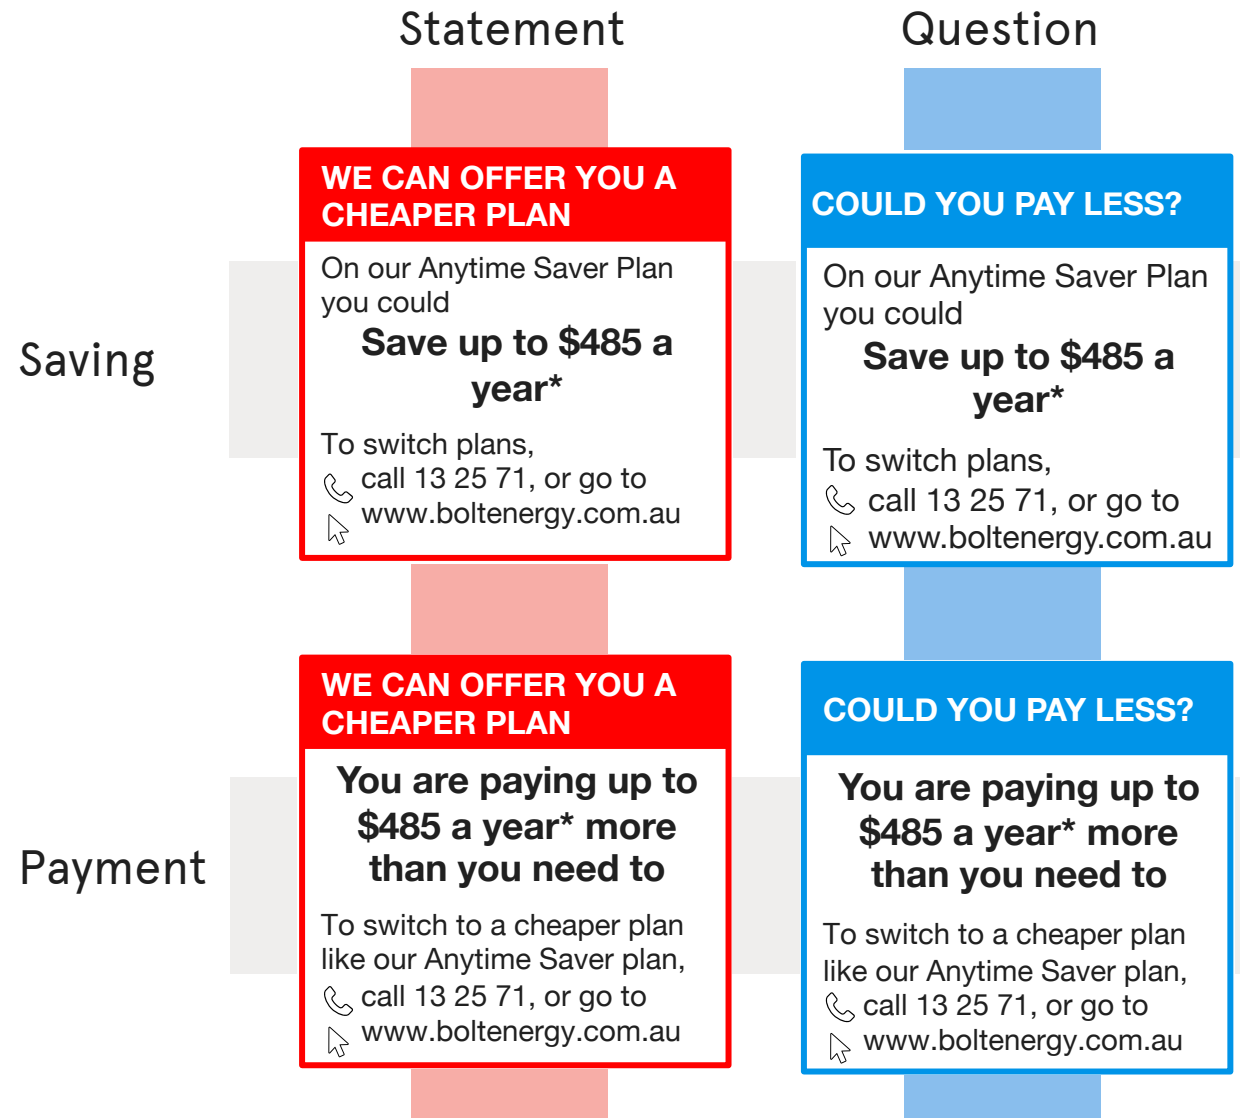 Statement
Question
Saving
WE CAN OFFER YOU A
CHEAPER PLAN
On our Anytime Saver Plan
you could
Save up to $485 a
year*
To switch plans,
call 13 25 71, or go to
www.boltenergy.com.au
COULD YOU PAY LESS?
On our Anytime Saver Plan
you could
Save up to $485 a
year*
To switch plans,
call 13 25 71, or go to
www.boltenergy.com.au
Payment
WE CAN OFFER YOU A
CHEAPER PLAN
You are paying up to
$485 a year* more
than you need to
To switch to a cheaper plan
like our Anytime Saver plan,
call 13 25 71, or go to
www.boltenergy.com.au
COULD YOU PAY LESS?
You are paying up to
$485 a year* more
than you need to
To switch to a cheaper plan
like our Anytime Saver plan,
call 13 25 71, or go to
www.boltenergy.com.au